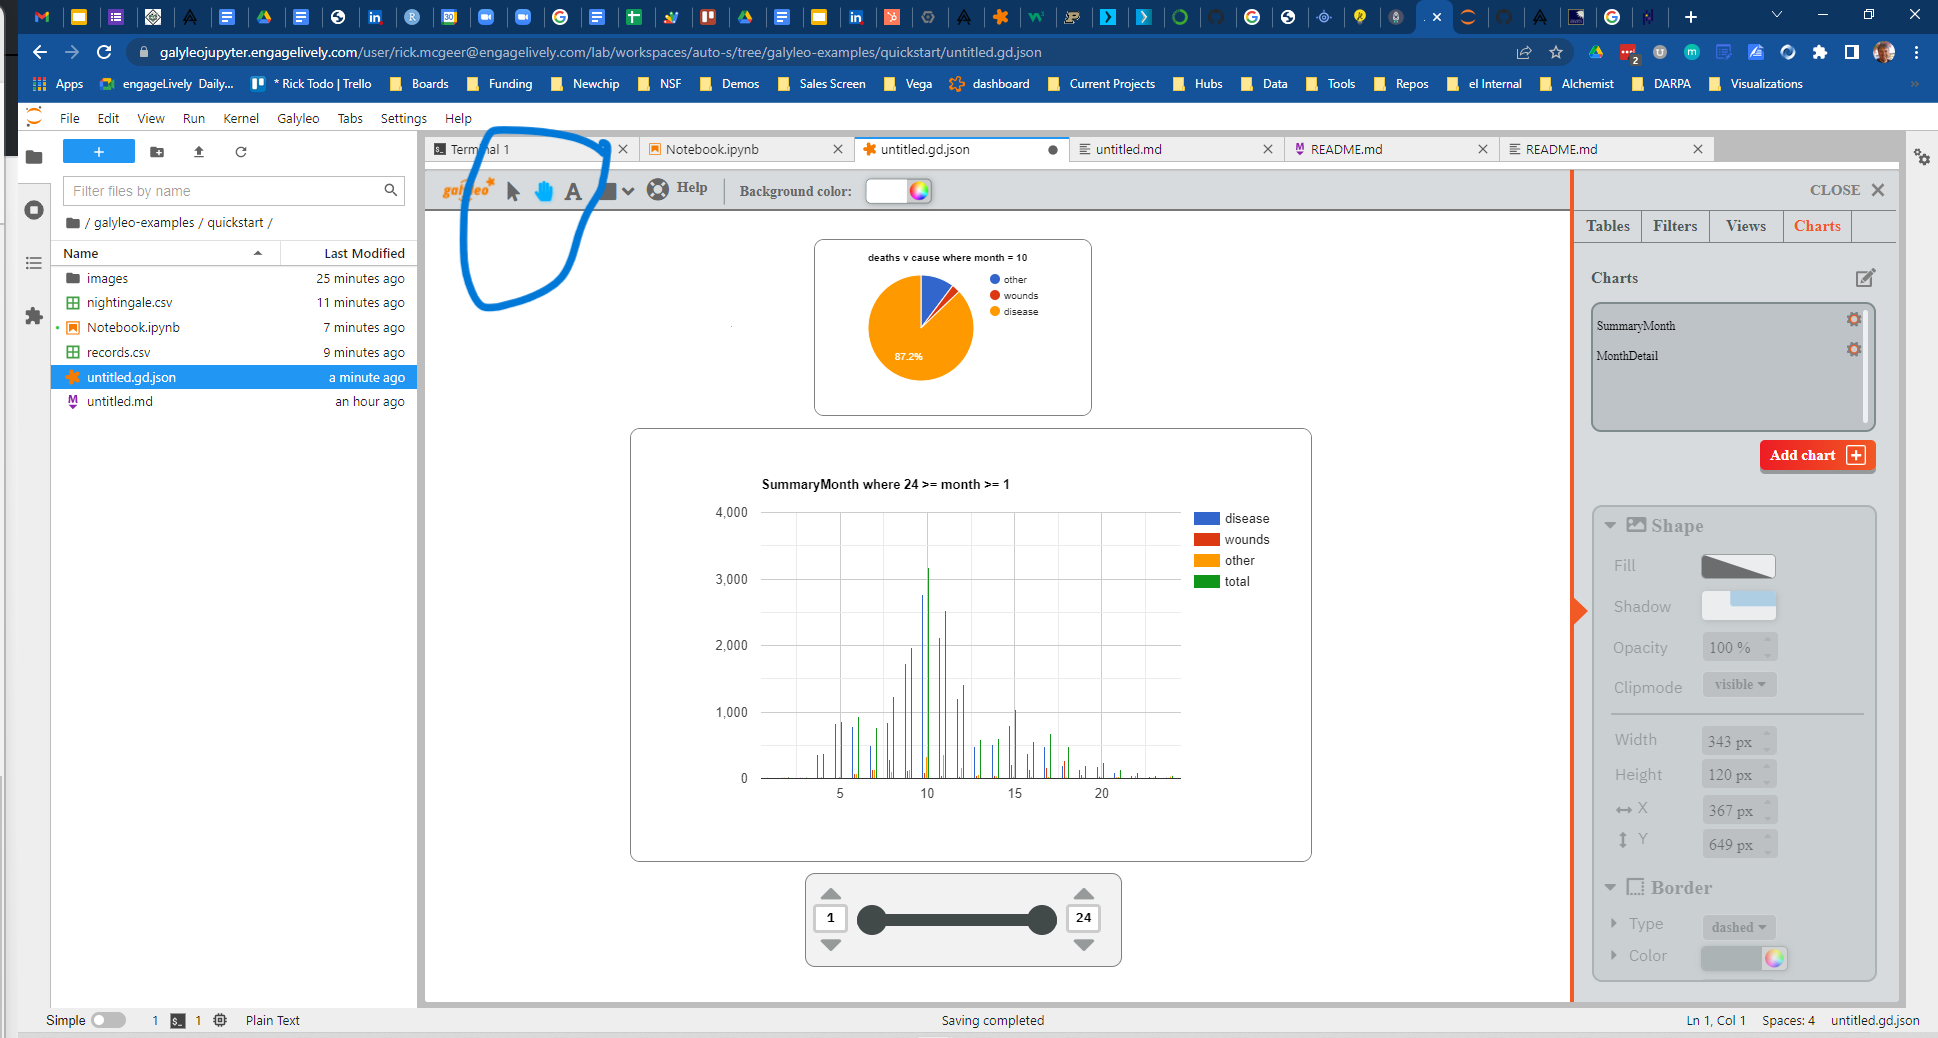 galyleojupyter.engagelively.com/user/rick.mcgeer@engagelively.com/lab/workspaces/auto-s/tree/galyleo-examples/quickstart/untitled.gd.json
2
Apps engageLively Daily... * Rick Todo | Trello Boards Funding Newchip NSF Demos Sales Screen Vega dashboard Current Projects Hubs Data Tools Repos el Internal Alchemist DARPA Visualizations »
File Edit View Run Kernel Galyleo Tabs Settings Help
Terminal 1 Notebook.ipynb untitled.gd.json untitled.md README.md README.md
+
Filter files by name
/ galyleo-examples / quickstart /
Name Last Modified
images 25 minutes ago
nightingale.csv 11 minutes ago
Notebook.ipynb 7 minutes ago
records.csv 9 minutes ago
untitled.gd.json a minute ago
untitled.md an hour ago
galyleo A Help Background color:
deaths v cause where month = 10
other
wounds
disease
87.2%
SummaryMonth where 24 >= month >= 1
4,000
3,000
2,000
1,000
0
5 10 15 20
disease
wounds
other
total
1 24
CLOSE
Tables Filters Views Charts
Charts
SummaryMonth
MonthDetail
Add chart
Shape
Fill
Shadow
Opacity 100 %
Clipmode visible
Width 343 px
Height 120 px
X 367 px
Y 649 px
Border
Type dashed
Color
Simple 1 1 Plain Text Saving completed Ln 1, Col 1 Spaces: 4 untitled.gd.json